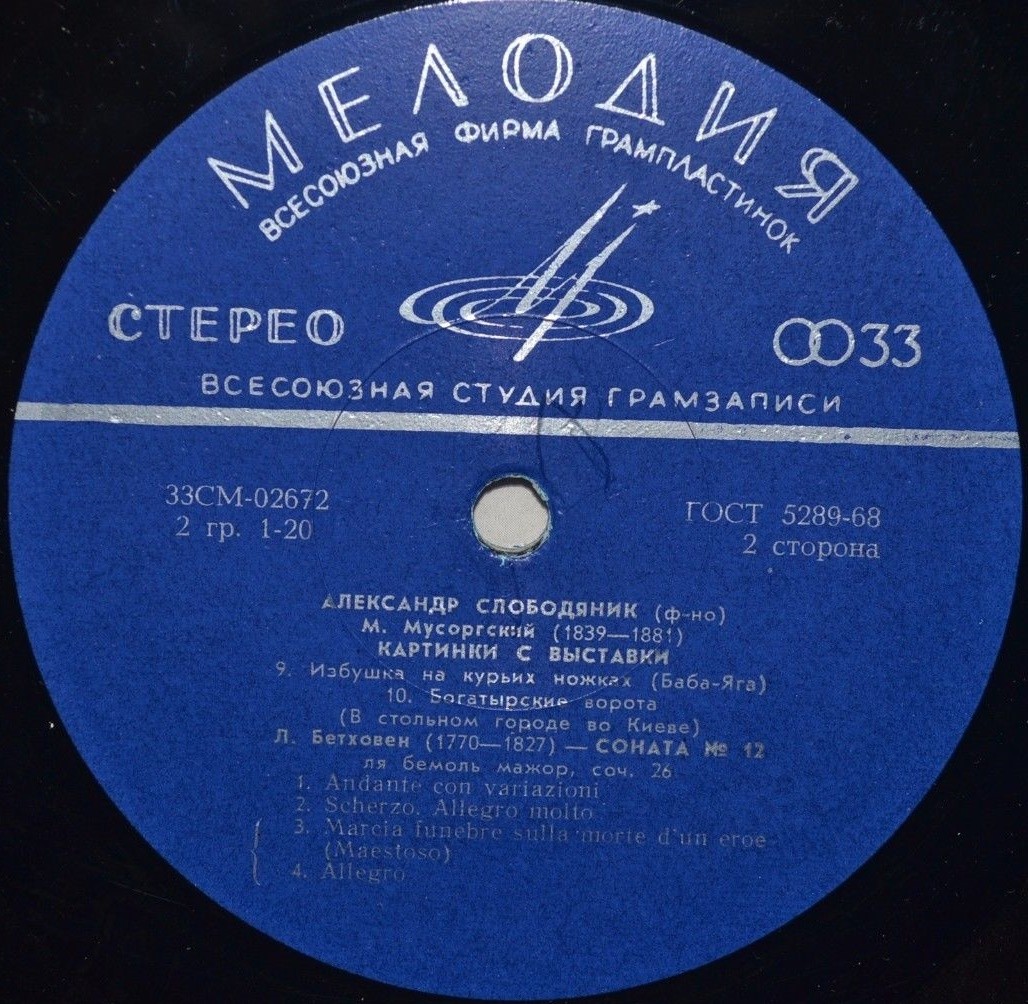 МЕЛОДИЯ
ВСЕСОЮЗНАЯ ФИРМА ГРАМПЛАСТИНОК
СТЕРЕО
33
ВСЕСОЮЗНАЯ СТУДИЯ ГРАМЗАПИСИ
33СМ-02672
2 гр. 1-20
ГОСТ 5289-68
2 сторона
АЛЕКСАНДР СЛОБОДЯНИК (ф-но)
М. Мусоргский (1839—1881)
КАРТИНКИ С ВЫСТАВКИ
9. Избушка на курьих ножках (Баба-Яга)
10. Богатырские ворота
(В стольном городе во Киеве)
Л. Бетховен (1770—1827) — СОНАТА № 12
ля бемоль мажор, соч. 26
1. Andante con variazioni
2. Scherzo. Allegro molto
3. Marcia funebre sulla morte d'un eroe
(Maestoso)
4. Allegro